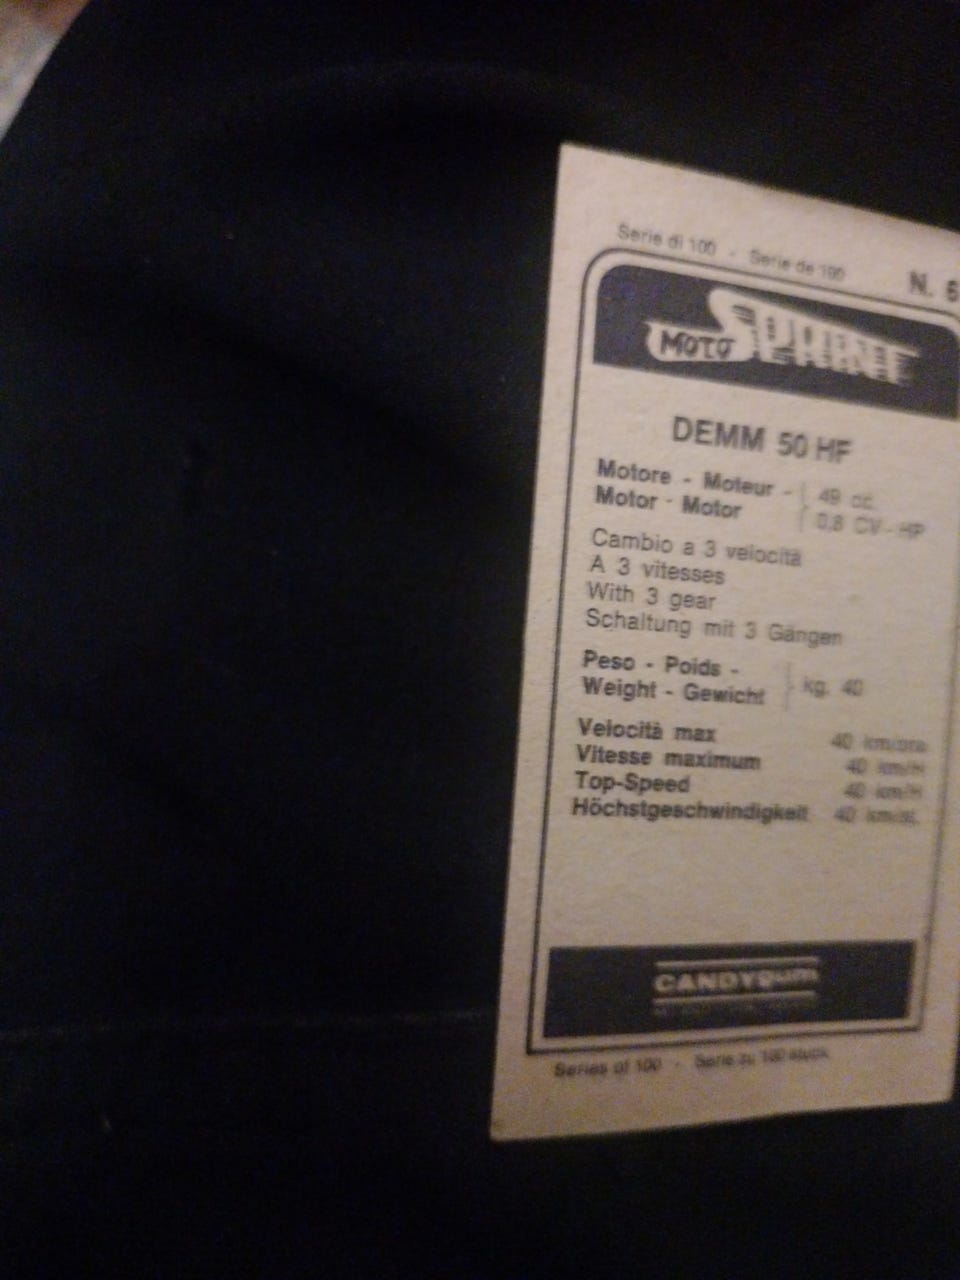 Serie di 100 - Serie de 100
N. 6
MOTO SPRINT
DEMM 50 HF
Motore - Moteur -
Motor - Motor
49 cc.
0,8 CV - HP
Cambio a 3 velocità
A 3 vitesses
With 3 gear
Schaltung mit 3 Gängen
Peso - Poids -
Weight - Gewicht
kg. 40
Velocità max 40 km/ora
Vitesse maximum 40 km/H
Top-Speed 40 km/H
Höchstgeschwindigkeit 40 km/st.
CANDYgum
Series of 100 - Serie zu 100 stuck